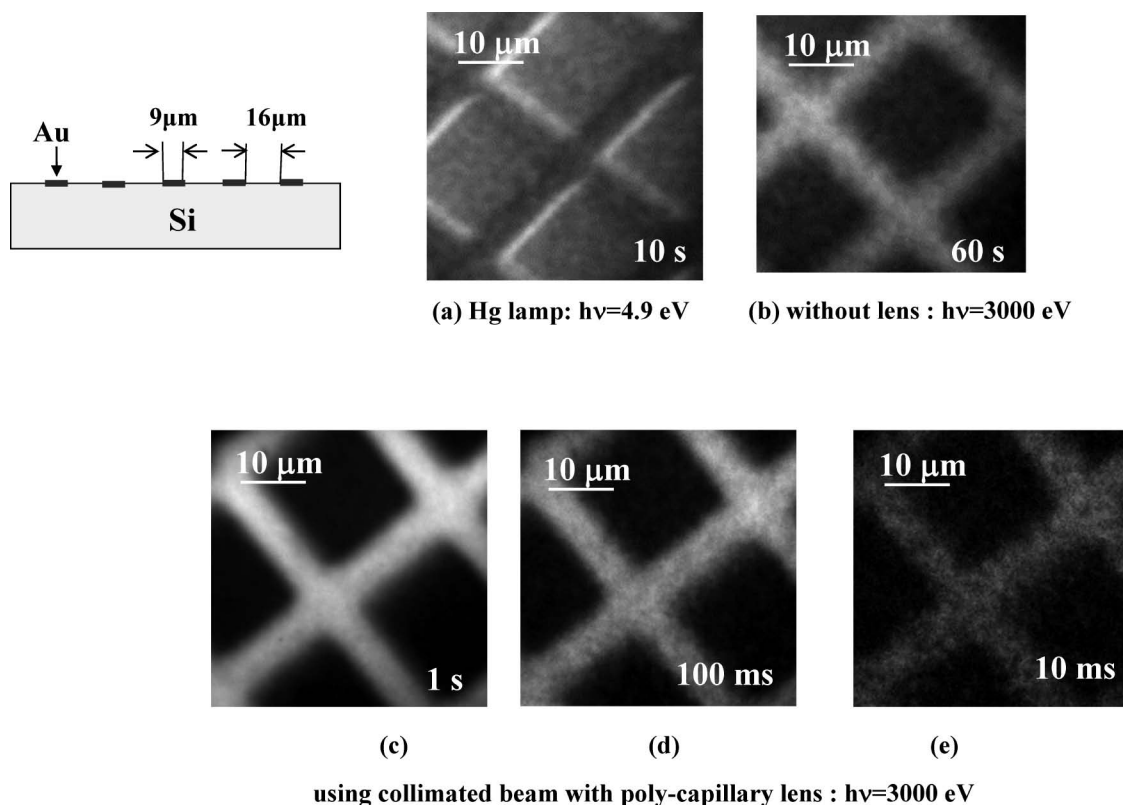 Au
9μm
16μm
Si
10 μm
10 s
(a) Hg lamp: hν=4.9 eV
10 μm
60 s
(b) without lens : hν=3000 eV
10 μm
1 s
(c)
10 μm
100 ms
(d)
10 μm
10 ms
(e)
using collimated beam with poly-capillary lens : hν=3000 eV